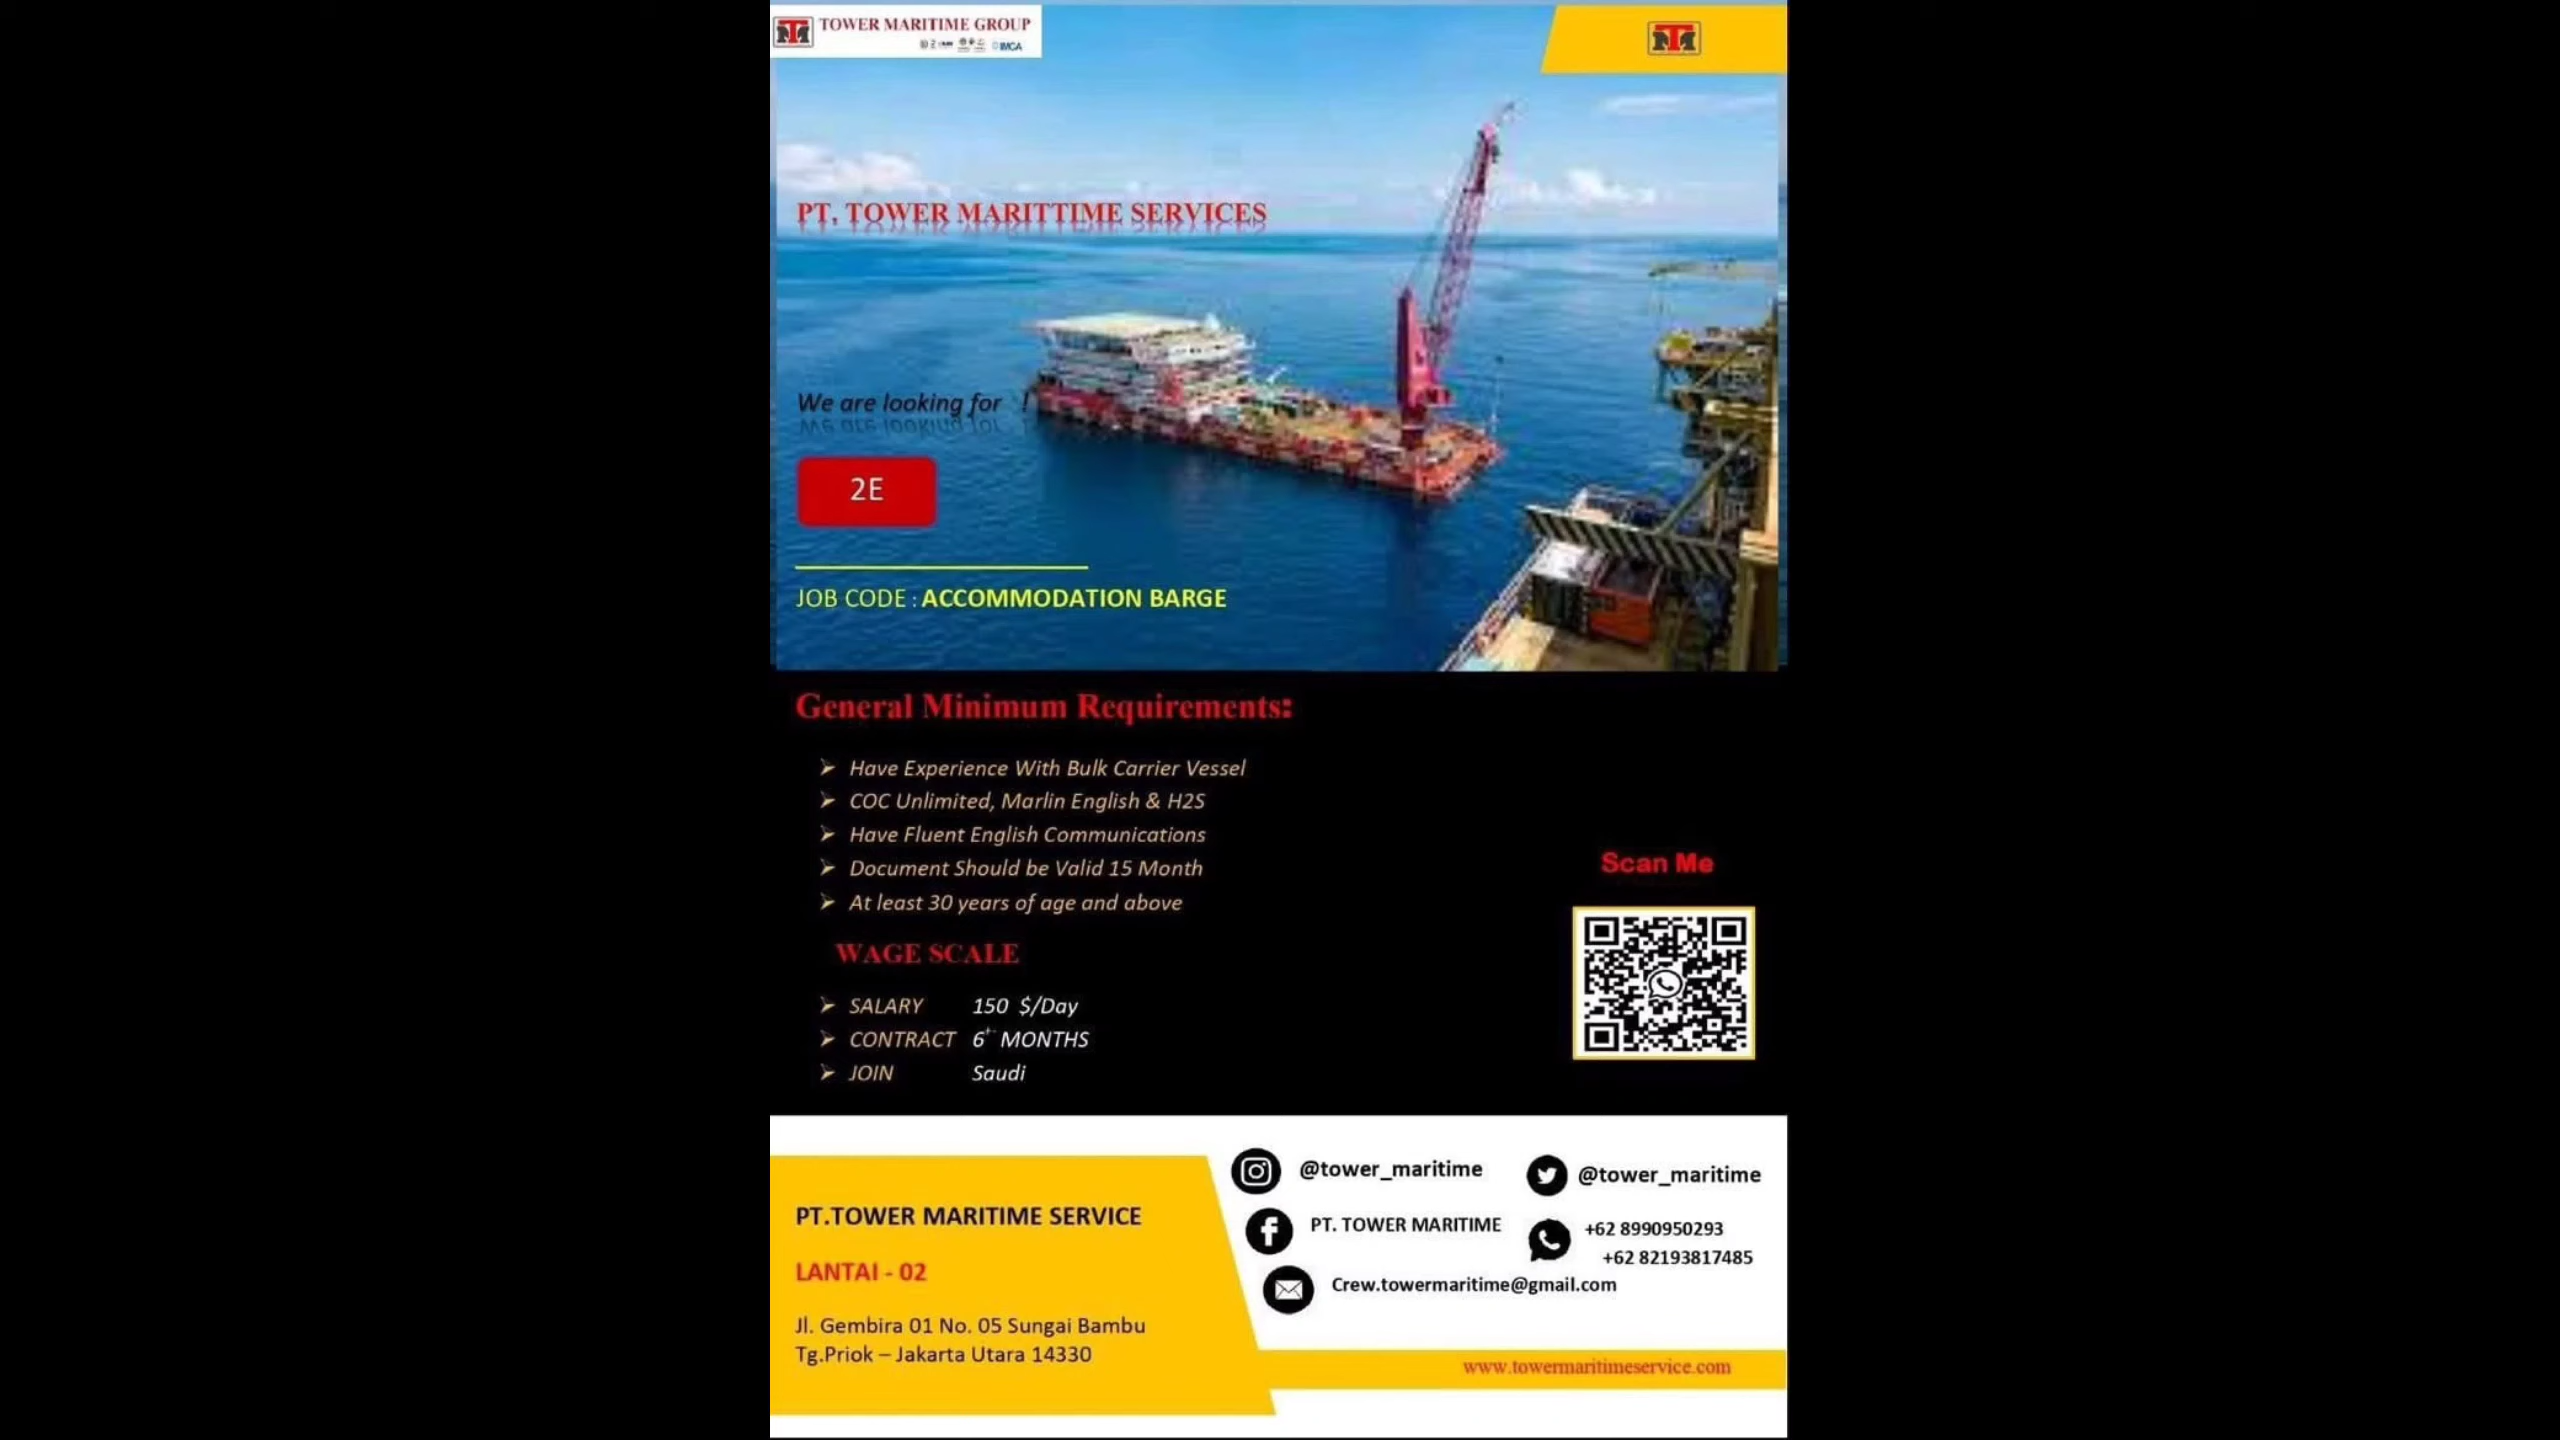 TOWER MARITIME GROUP
IMCA
PT. TOWER MARITTIME SERVICES
We are looking for !
2E
JOB CODE : ACCOMMODATION BARGE
General Minimum Requirements:
Have Experience With Bulk Carrier Vessel
COC Unlimited, Marlin English & H2S
Have Fluent English Communications
Document Should be Valid 15 Month
At least 30 years of age and above
Scan Me
WAGE SCALE
SALARY 150 $/Day
CONTRACT 6+- MONTHS
JOIN Saudi
PT.TOWER MARITIME SERVICE
LANTAI - 02
Jl. Gembira 01 No. 05 Sungai Bambu
Tg.Priok – Jakarta Utara 14330
@tower_maritime
@tower_maritime
PT. TOWER MARITIME
+62 8990950293
+62 82193817485
Crew.towermaritime@gmail.com
www.towermaritimeservice.com